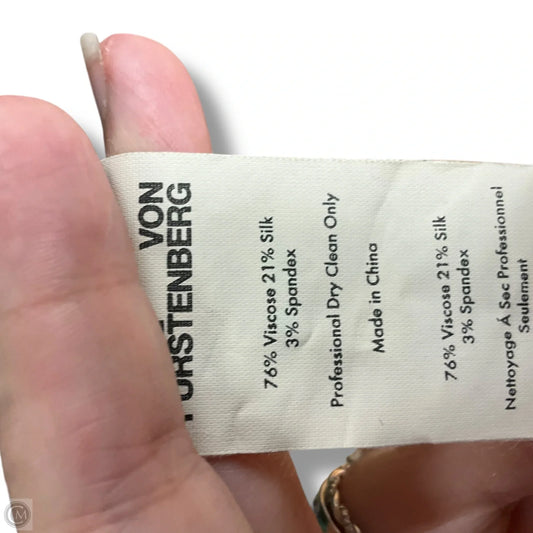 VON
FURSTENBERG
76% Viscose 21% Silk
3% Spandex
Professional Dry Clean Only
Made in China
76% Viscose 21% Silk
3% Spandex
Nettoyage Á Sec Professionnel
Seulement